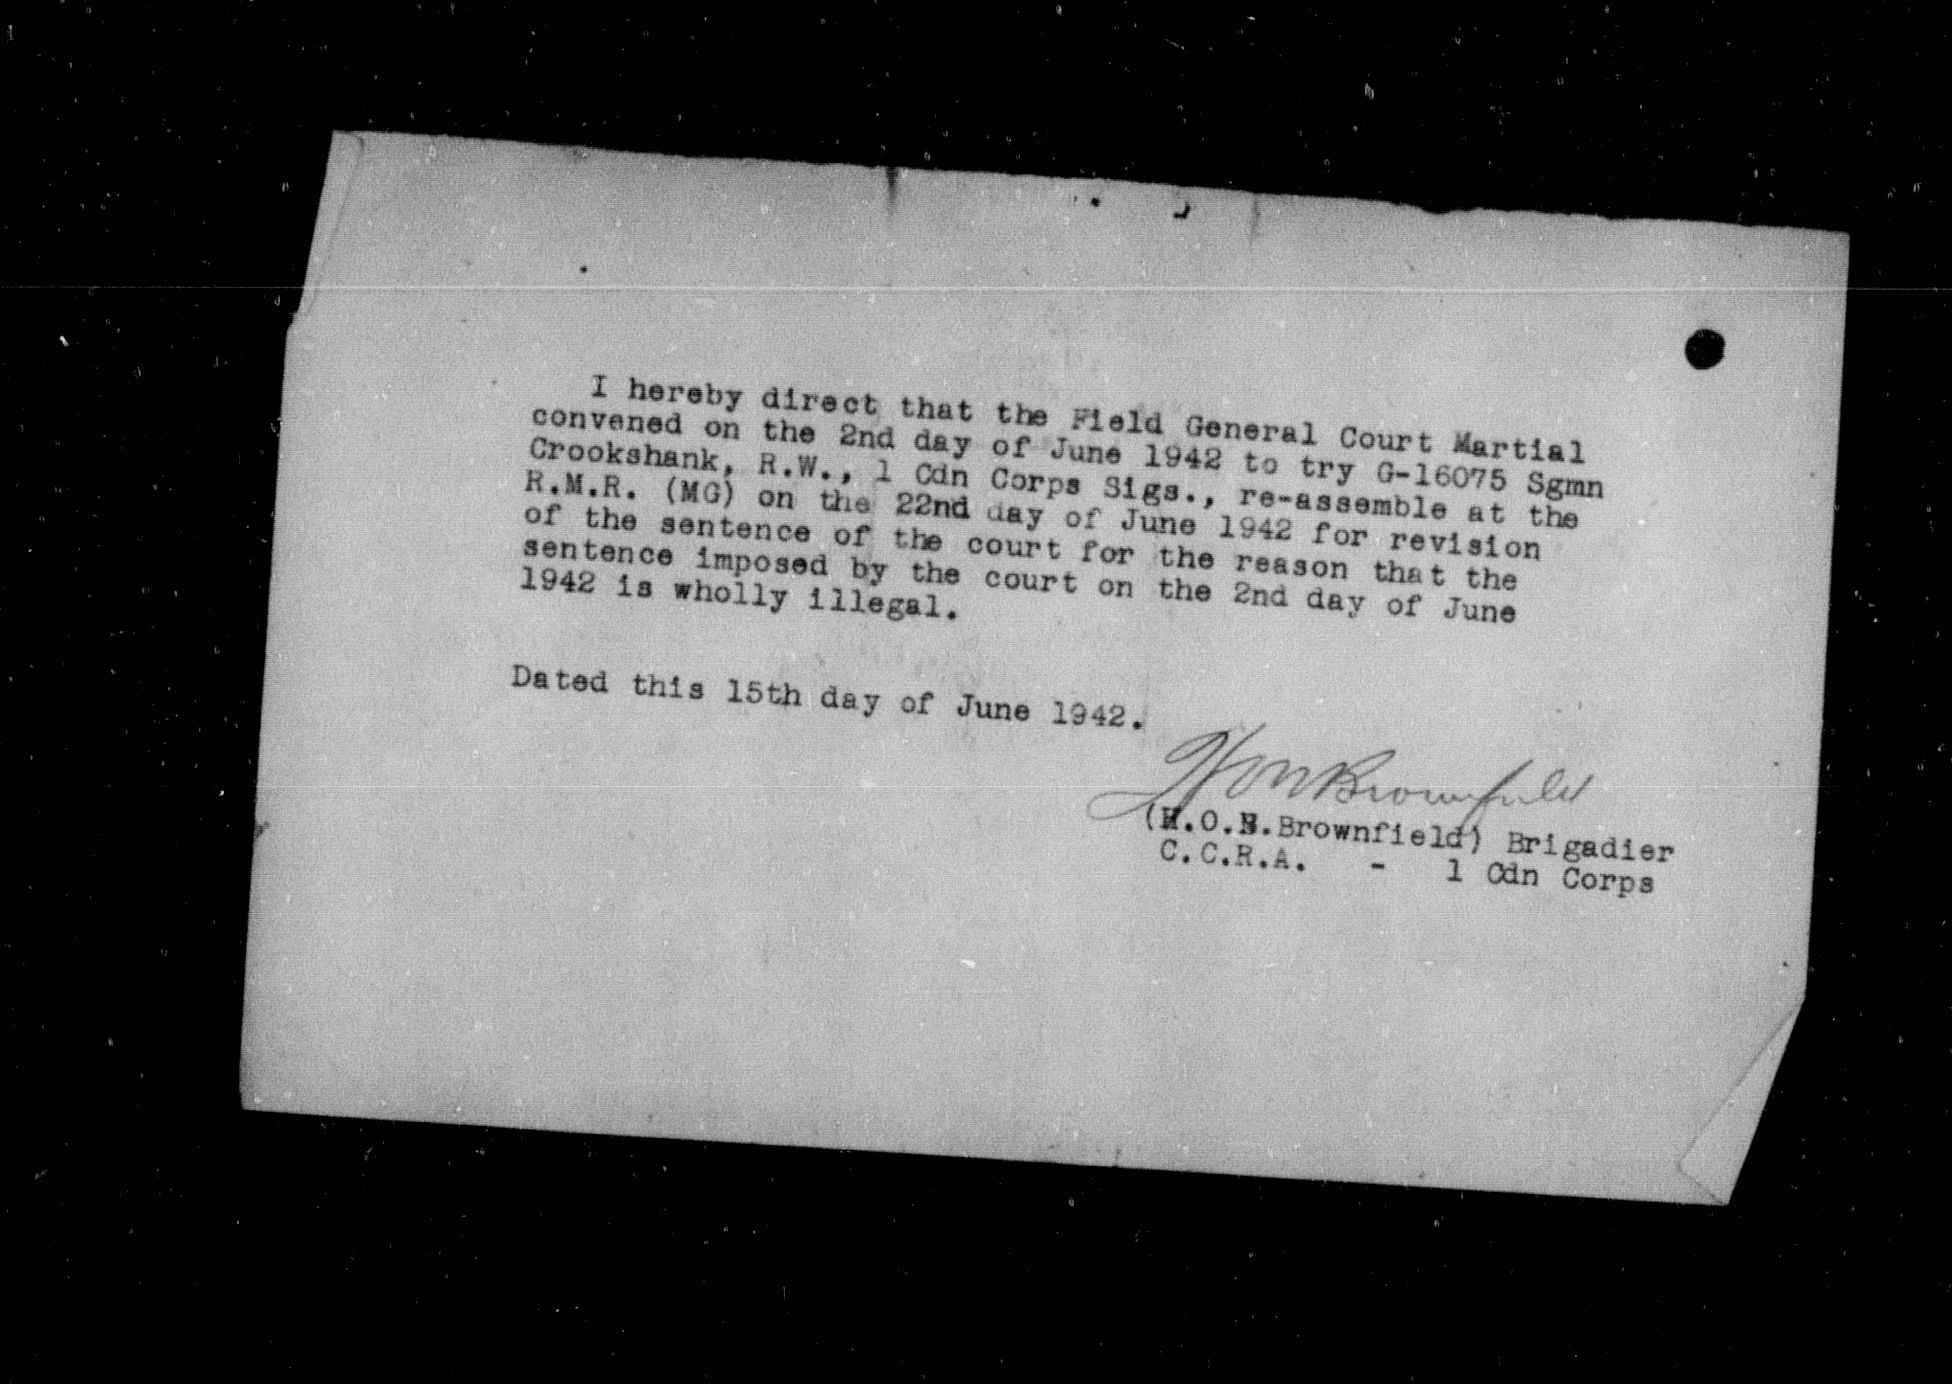 I hereby direct that the Field General Court Martial
convened on the 2nd day of June 1942 to try G-16075 Sgmn
Crookshank, R.W., 1 Cdn Corps Sigs., re-assemble at the
R.M.R. (MG) on the 22nd day of June 1942 for revision
of the sentence of the court for the reason that the
sentence imposed by the court on the 2nd day of June
1942 is wholly illegal.
Dated this 15th day of June 1942.
HON Brownfield
(H.O.N.Brownfield) Brigadier
C.C.R.A. - 1 Cdn Corps